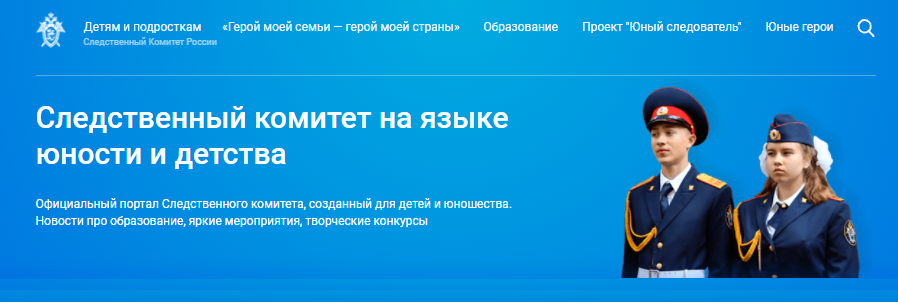 Детям и подросткам
Следственный Комитет России
«Герой моей семьи — герой моей страны»
Образование
Проект "Юный следователь"
Юные герои
Следственный комитет на языке
юности и детства
Официальный портал Следственного комитета, созданный для детей и юношества.
Новости про образование, яркие мероприятия, творческие конкурсы